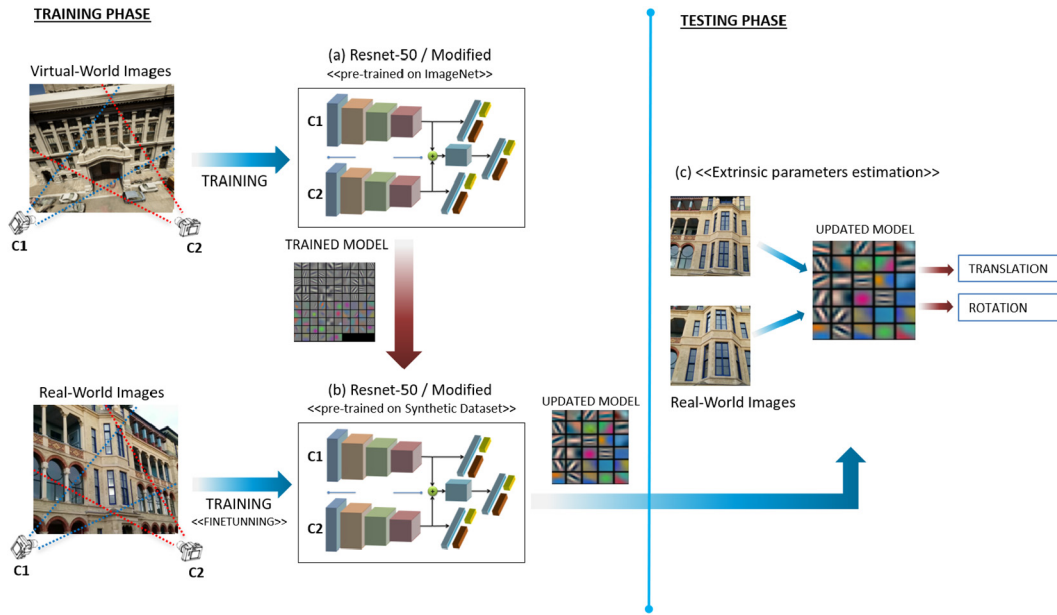 TRAINING PHASE
Virtual-World Images
C1
C2
TRAINING
(a) Resnet-50 / Modified
<<pre-trained on ImageNet>>
C1
C2
TRAINED MODEL
Real-World Images
C1
C2
TRAINING
<<FINETUNNING>>
(b) Resnet-50 / Modified
<<pre-trained on Synthetic Dataset>>
C1
C2
UPDATED MODEL
TESTING PHASE
(c) <<Extrinsic parameters estimation>>
UPDATED MODEL
TRANSLATION
ROTATION
Real-World Images